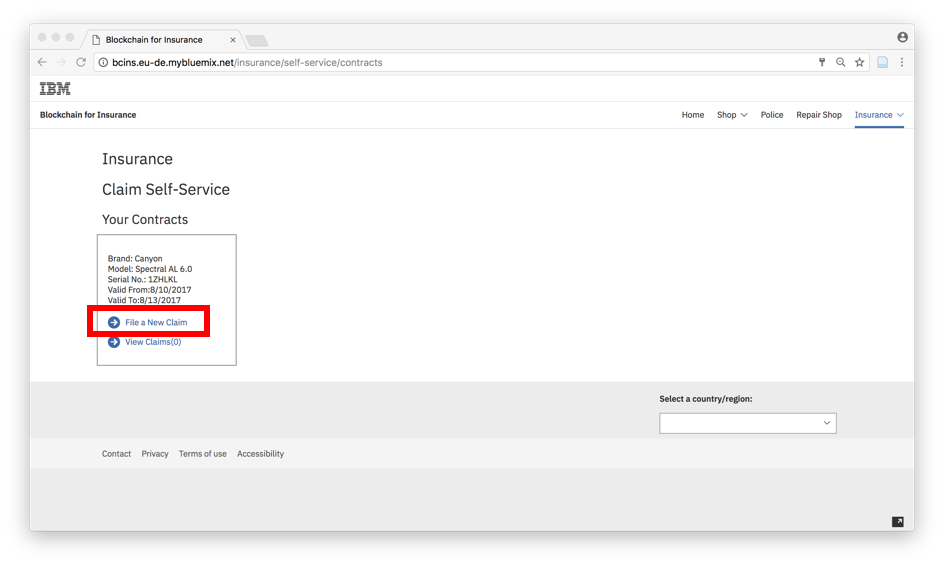 Blockchain for Insurance
bcins.eu-de.mybluemix.net/insurance/self-service/contracts
IBM
Blockchain for Insurance
Home Shop Police Repair Shop Insurance
Insurance
Claim Self-Service
Your Contracts
Brand: Canyon
Model: Spectral AL 6.0
Serial No.: 1ZHLKL
Valid From:8/10/2017
Valid To:8/13/2017
File a New Claim
View Claims(0)
Select a country/region:
Contact Privacy Terms of use Accessibility